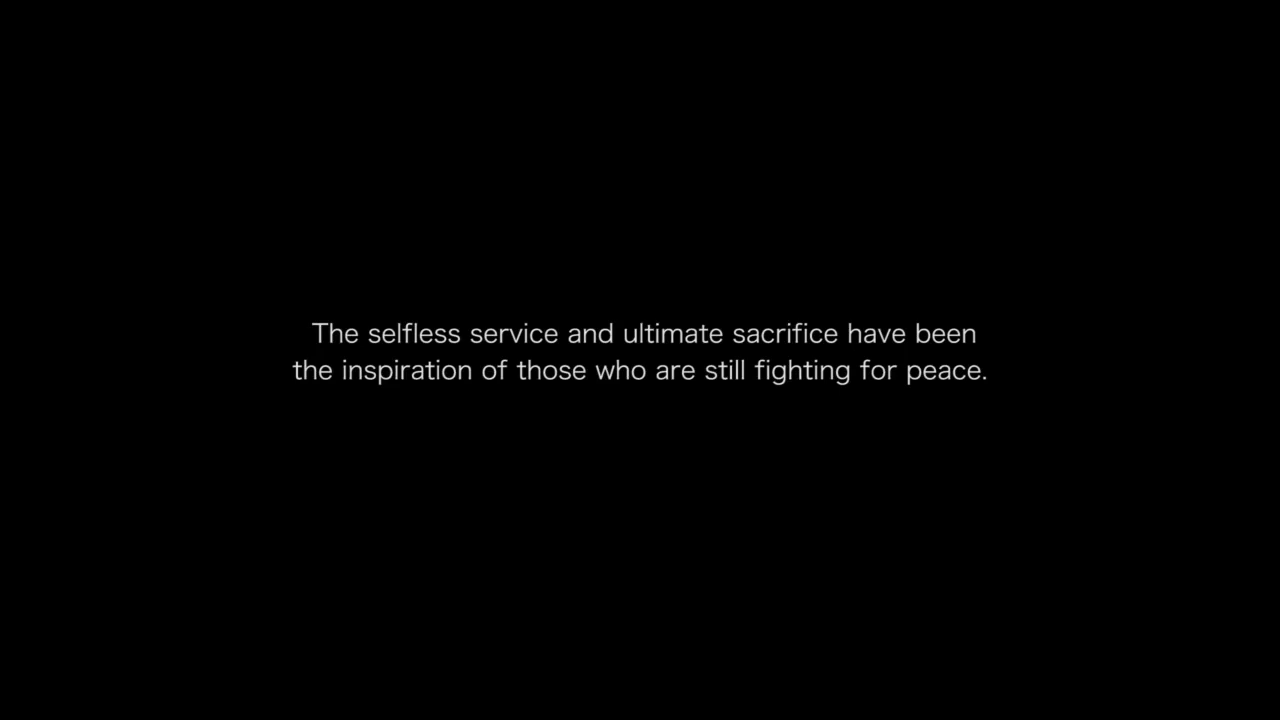 The selfless service and ultimate sacrifice have been
the inspiration of those who are still fighting for peace.